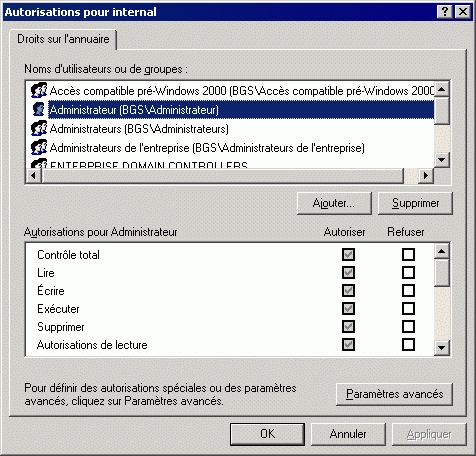 Autorisations pour internal
Droits sur l'annuaire
Noms d'utilisateurs ou de groupes :
Accès compatible pré-Windows 2000 (BGS\Accès compatible pré-Windows 2000
Administrateur (BGS\Administrateur)
Administrateurs (BGS\Administrateurs)
Administrateurs de l'entreprise (BGS\Administrateurs de l'entreprise)
ENTERPRISE DOMAIN CONTROLLERS
Ajouter... Supprimer
Autorisations pour Administrateur Autoriser Refuser
Contrôle total
Lire
Écrire
Exécuter
Supprimer
Autorisations de lecture
Pour définir des autorisations spéciales ou des paramètres
avancés, cliquez sur Paramètres avancés.
Paramètres avancés
OK Annuler Appliquer